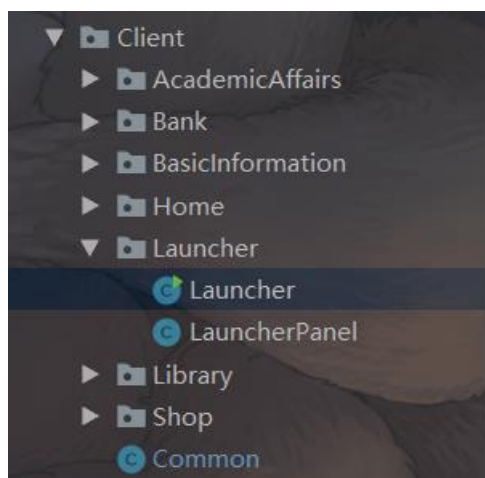 Client
AcademicAffairs
Bank
BasicInformation
Home
Launcher
Launcher
LauncherPanel
Library
Shop
Common